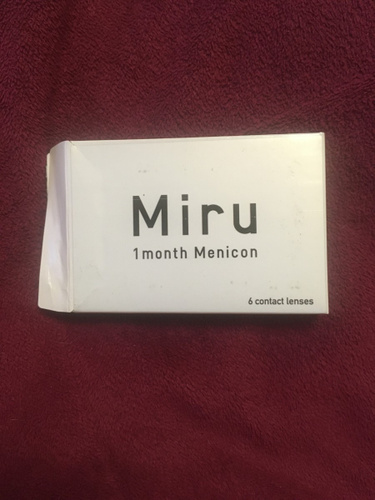 Miru
1month Menicon
6 contact lenses